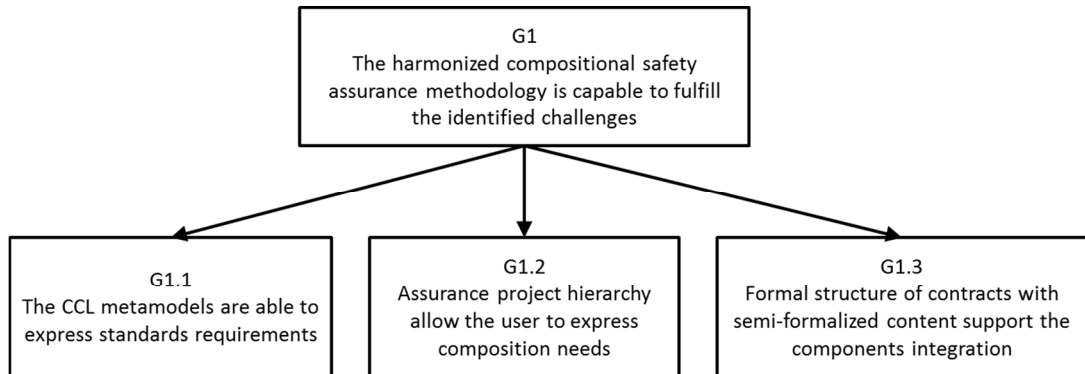 G1
The harmonized compositional safety
assurance methodology is capable to fulfill
the identified challenges
G1.1
The CCL metamodels are able to
express standards requirements
G1.2
Assurance project hierarchy
allow the user to express
composition needs
G1.3
Formal structure of contracts with
semi-formalized content support the
components integration